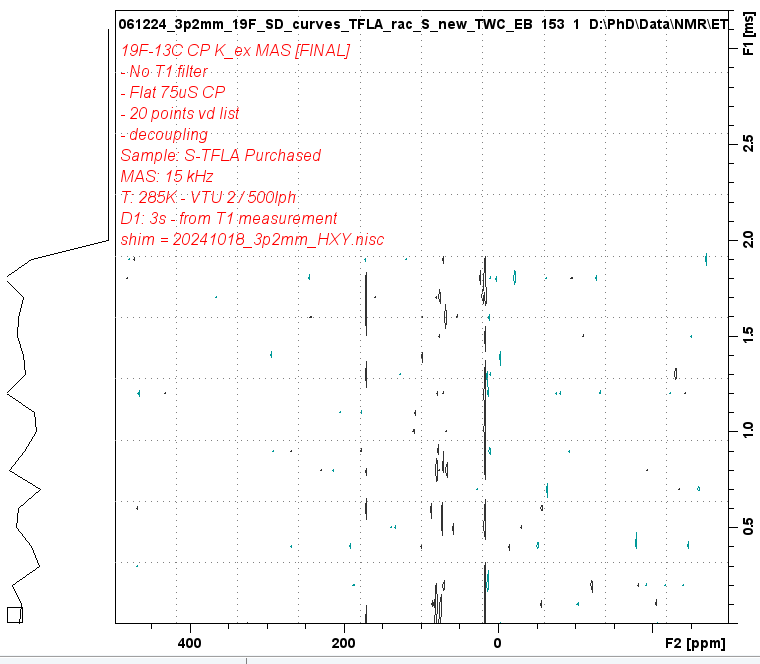 061224_3p2mm_19F_SD_curves_TFLA_rac_S_new_TWC_EB 153 1 D:\PhD\Data\NMR\ET
19F-13C CP K_ex MAS [FINAL]
- No T1 filter
- Flat 75uS CP
- 20 points vd list
- decoupling
Sample: S-TFLA Purchased
MAS: 15 kHz
T: 285K - VTU 2 / 500lph
D1: 3s - from T1 measurement
shim = 20241018_3p2mm_HXY.nisc
F1 [ms]
2.5
2.0
1.5
1.0
0.5
400 200 0 F2 [ppm]